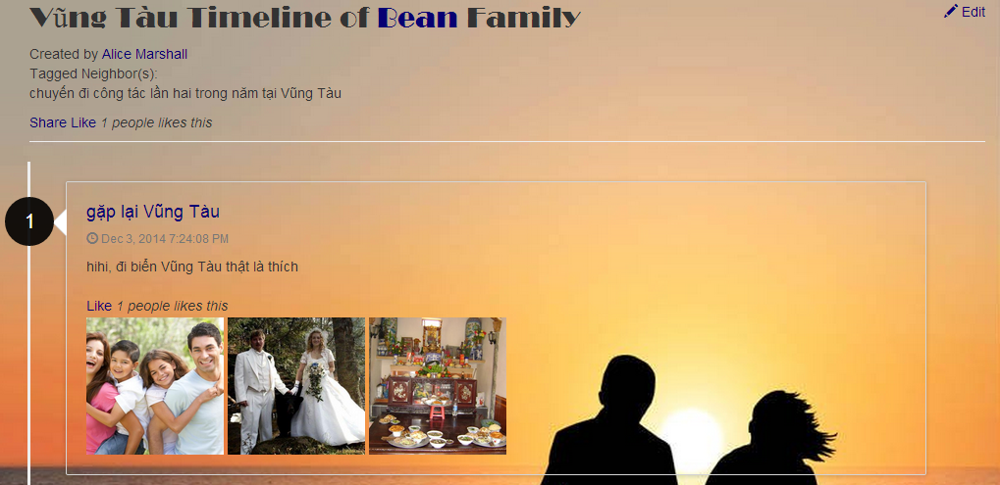 Vũng Tàu Timeline of Bean Family
Edit
Created by Alice Marshall
Tagged Neighbor(s):
chuyến đi công tác lần hai trong năm tại Vũng Tàu
Share Like 1 people likes this
1
gặp lại Vũng Tàu
Dec 3, 2014 7:24:08 PM
hihi, đi biển Vũng Tàu thật là thích
Like 1 people likes this